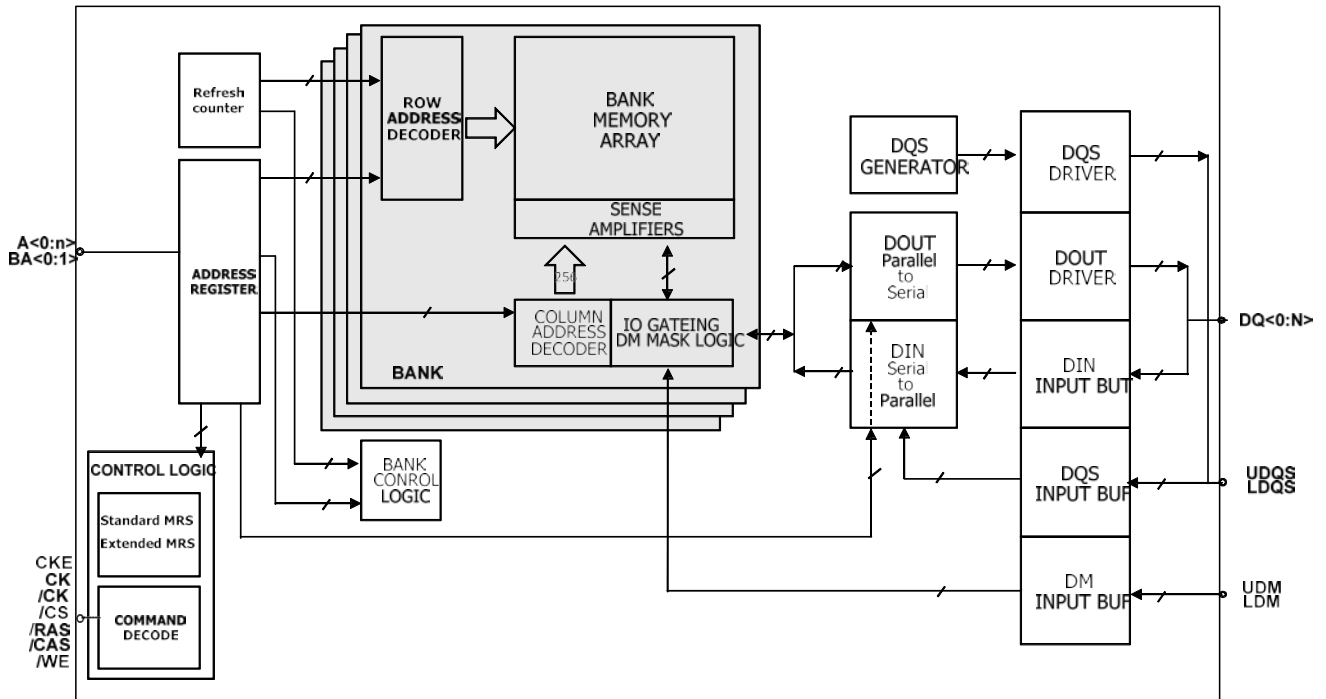 Refresh
counter
ROW
ADDRESS
DECODER
BANK
MEMORY
ARRAY
SENSE
AMPLIFIERS
256
COLUMN
ADDRESS
DECODER
IO GATEING
DM MASK LOGIC
BANK
A<0:n>
BA<0:1>
ADDRESS
REGISTER
BANK
CONROL
LOGIC
CONTROL LOGIC
Standard MRS
Extended MRS
COMMAND
DECODE
CKE
CK
/CK
/CS
/RAS
/CAS
/WE
DQS
GENERATOR
DQS
DRIVER
DOUT
Parallel
to
Serial
DOUT
DRIVER
DIN
Serial
to
Parallel
DIN
INPUT BUT
DQS
INPUT BUF
DM
INPUT BUF
DQ<0:N>
UDQS
LDQS
UDM
LDM